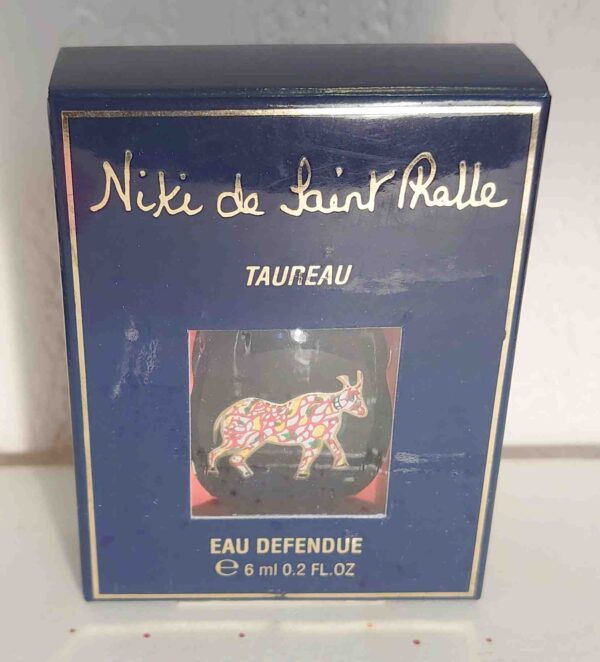 Niki de Saint Phalle
TAUREAU
EAU DEFENDUE
℮ 6 ml 0.2 FL.OZ